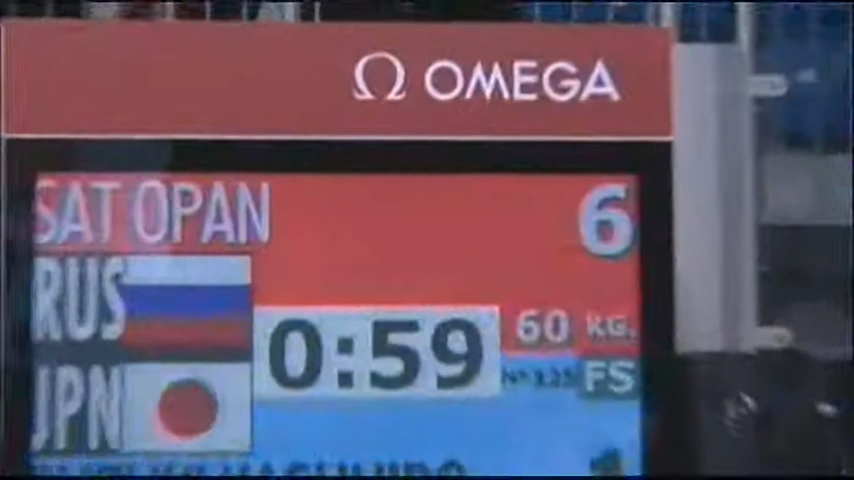 Ω OMEGA
SAT OPAN 6
RUS
0:59 60 KG.
JPN FS